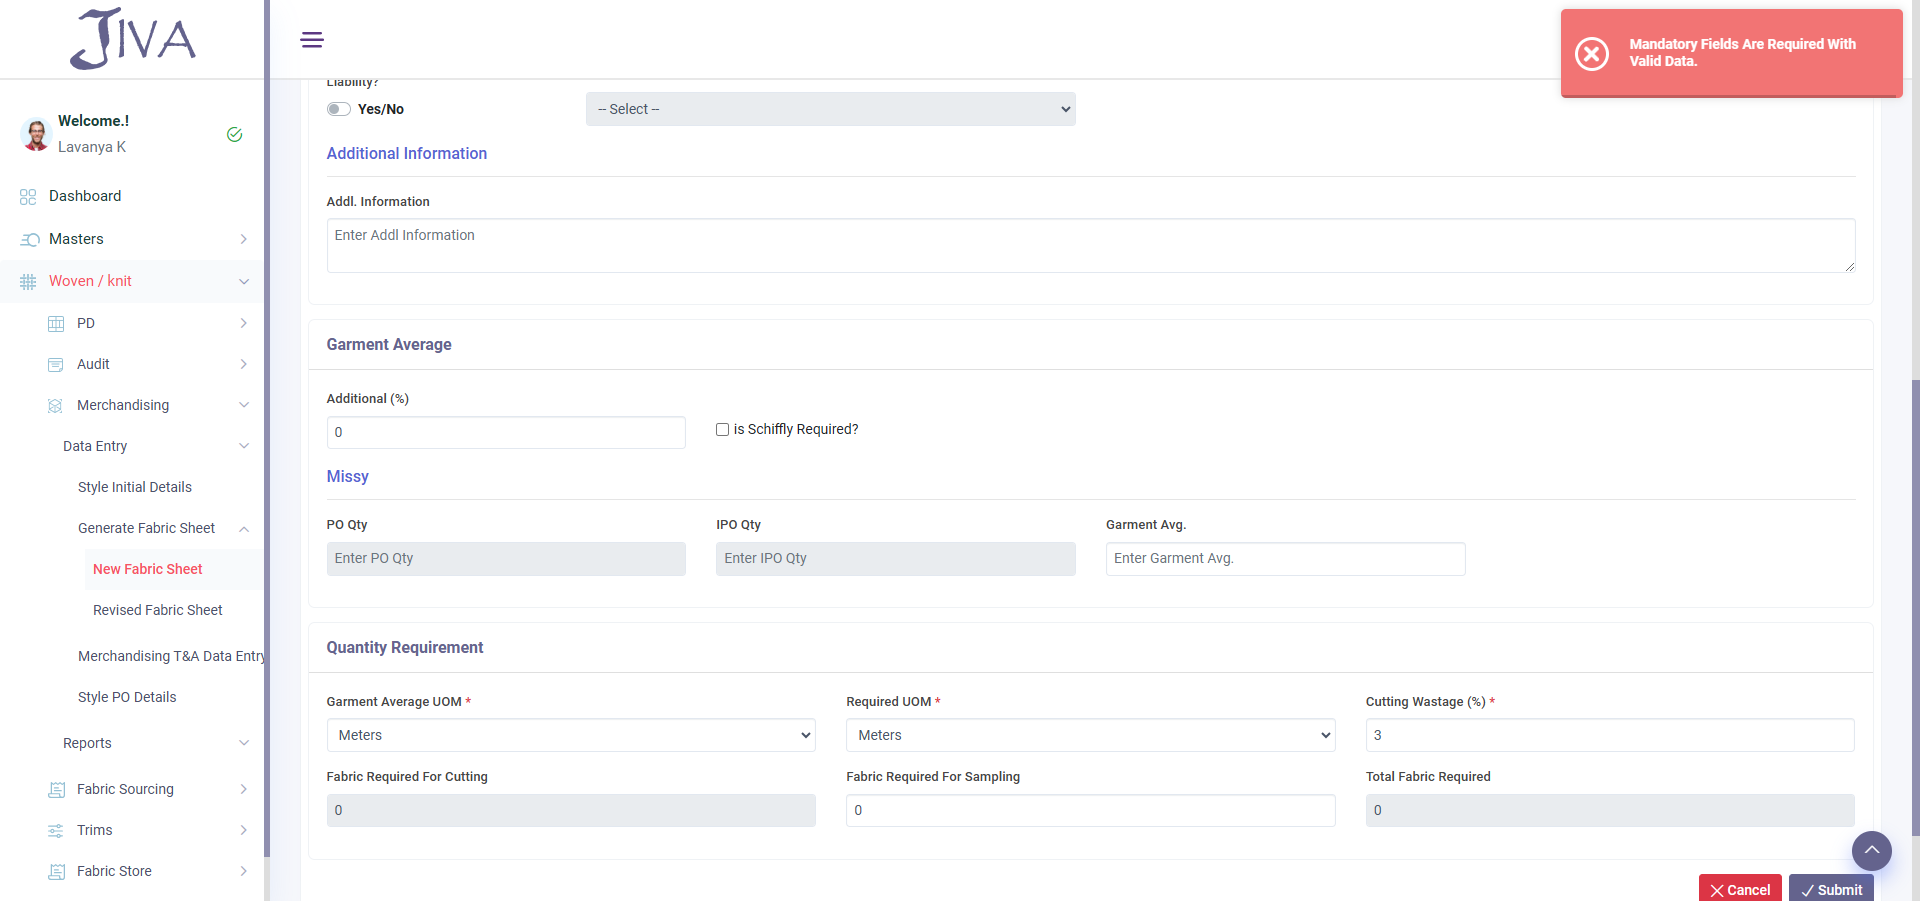 JIVA
Mandatory Fields Are Required With
Valid Data.
Welcome.!
Lavanya K
Dashboard
Masters
Woven / knit
PD
Audit
Merchandising
Data Entry
Style Initial Details
Generate Fabric Sheet
New Fabric Sheet
Revised Fabric Sheet
Merchandising T&A Data Entry
Style PO Details
Reports
Fabric Sourcing
Trims
Fabric Store
Liability?
Yes/No
-- Select --
Additional Information
Addl. Information
Enter Addl Information
Garment Average
Additional (%)
0
is Schiffly Required?
Missy
PO Qty
IPO Qty
Garment Avg.
Enter PO Qty
Enter IPO Qty
Enter Garment Avg.
Quantity Requirement
Garment Average UOM *
Required UOM *
Cutting Wastage (%) *
Meters
Meters
3
Fabric Required For Cutting
Fabric Required For Sampling
Total Fabric Required
0
0
0
Cancel
Submit